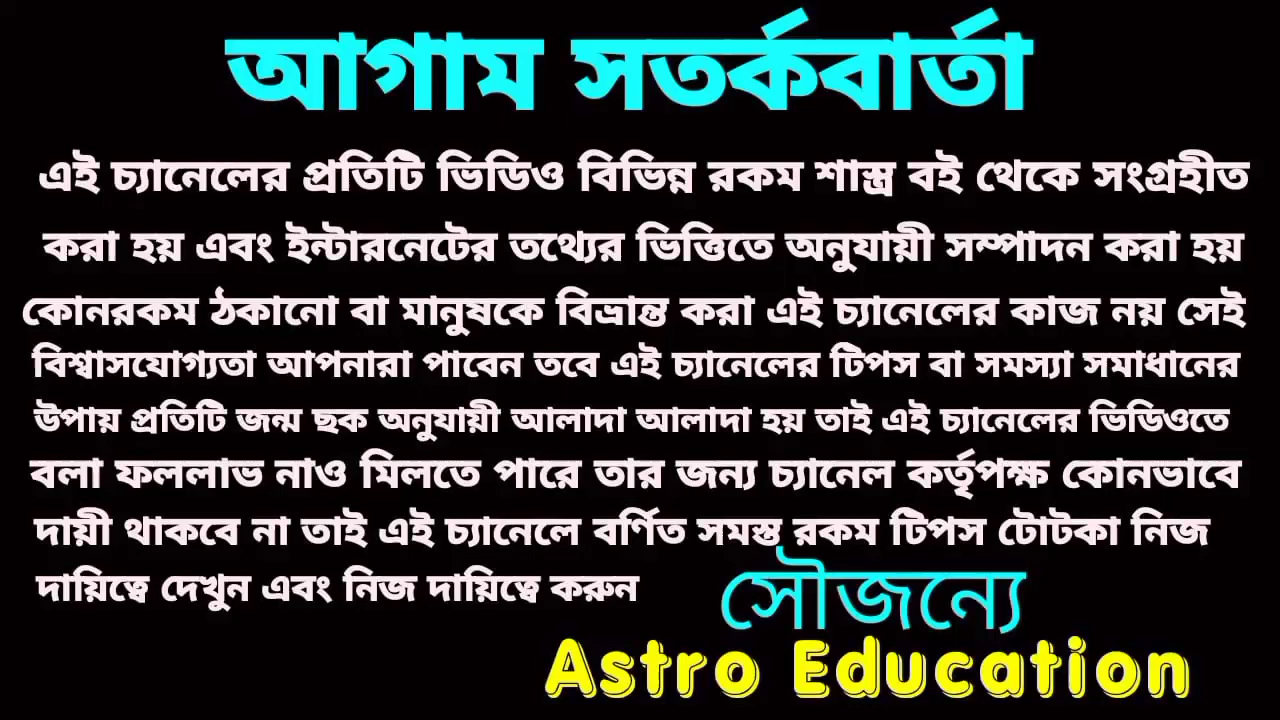 আগাম সতর্কবার্তা
এই চ্যানেলের প্রতিটি ভিডিও বিভিন্ন রকম শাস্ত্র বই থেকে সংগ্রহীত
করা হয় এবং ইন্টারনেটের তথ্যের ভিত্তিতে অনুযায়ী সম্পাদন করা হয়
কোনরকম ঠকানো বা মানুষকে বিভ্রান্ত করা এই চ্যানেলের কাজ নয় সেই
বিশ্বাসযোগ্যতা আপনারা পাবেন তবে এই চ্যানেলের টিপস বা সমস্যা সমাধানের
উপায় প্রতিটি জন্ম ছক অনুযায়ী আলাদা আলাদা হয় তাই এই চ্যানেলের ভিডিওতে
বলা ফললাভ নাও মিলতে পারে তার জন্য চ্যানেল কর্তৃপক্ষ কোনভাবে
দায়ী থাকবে না তাই এই চ্যানেলে বর্ণিত সমস্ত রকম টিপস টোটকা নিজ
দায়িত্বে দেখুন এবং নিজ দায়িত্বে করুন
সৌজন্যে
Astro Education